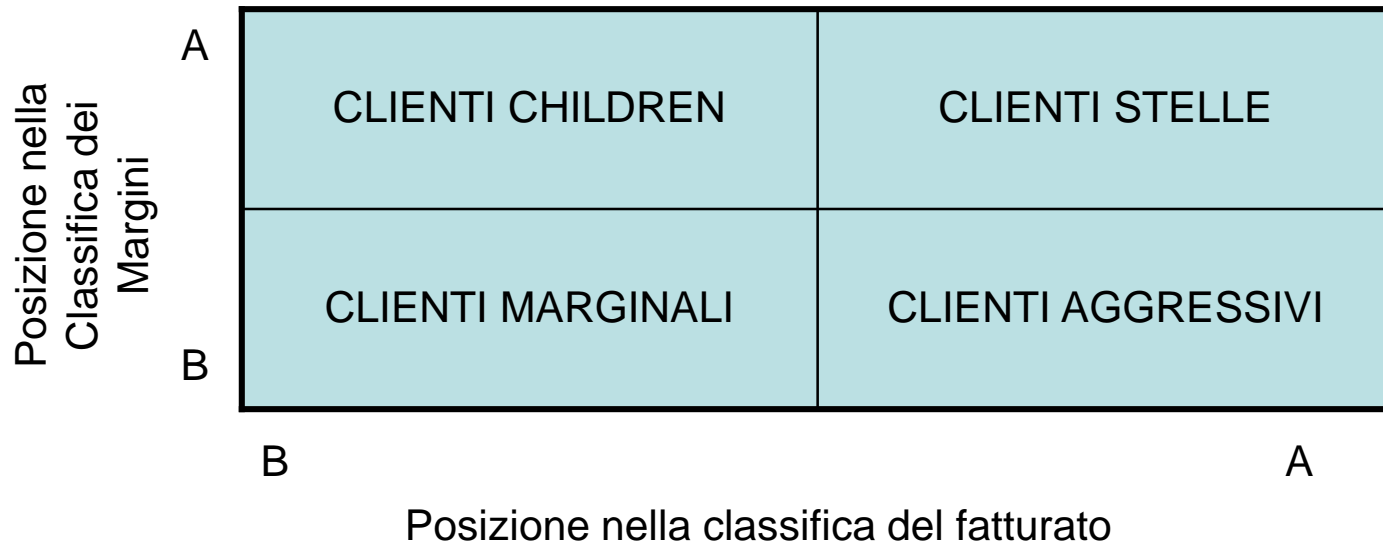 Posizione nella
Classifica dei
Margini
A
CLIENTI CHILDREN
CLIENTI STELLE
CLIENTI MARGINALI
CLIENTI AGGRESSIVI
B
B
A
Posizione nella classifica del fatturato